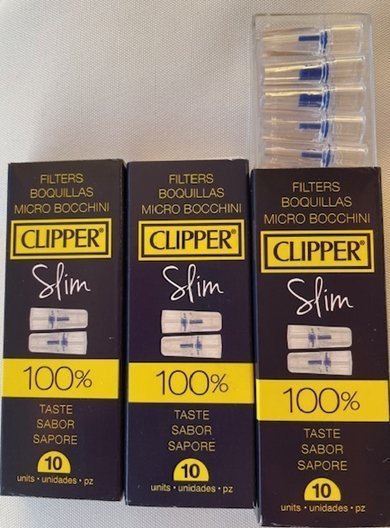 FILTERS
BOQUILLAS
MICRO BOCCHINI
CLIPPER®
Slim
100%
TASTE
SABOR
SAPORE
10
units · unidades · pz
FILTERS
BOQUILLAS
MICRO BOCCHINI
CLIPPER®
Slim
100%
TASTE
SABOR
SAPORE
10
units · unidades · pz
FILTERS
BOQUILLAS
MICRO BOCCHINI
CLIPPER®
Slim
100%
TASTE
SABOR
SAPORE
10
units · unidades · pz